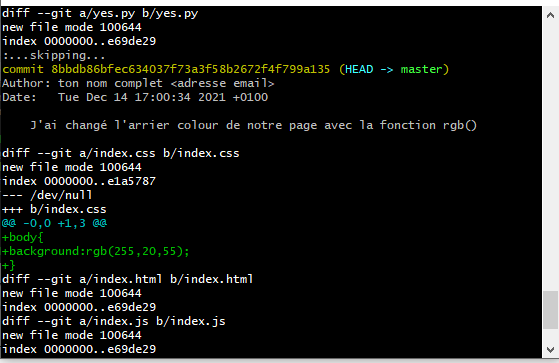 diff --git a/yes.py b/yes.py
new file mode 100644
index 0000000..e69de29
:...skipping...
commit 8bbdb86bfec634037f73a3f58b2672f4f799a135 (HEAD -> master)
Author: ton nom complet <adresse email>
Date:   Tue Dec 14 17:00:34 2021 +0100
    J'ai changé l'arrier colour de notre page avec la fonction rgb()
diff --git a/index.css b/index.css
new file mode 100644
index 0000000..e1a5787
--- /dev/null
+++ b/index.css
@@ -0,0 +1,3 @@
+body{
+background:rgb(255,20,55);
+}
diff --git a/index.html b/index.html
new file mode 100644
index 0000000..e69de29
diff --git a/index.js b/index.js
new file mode 100644
index 0000000..e69de29